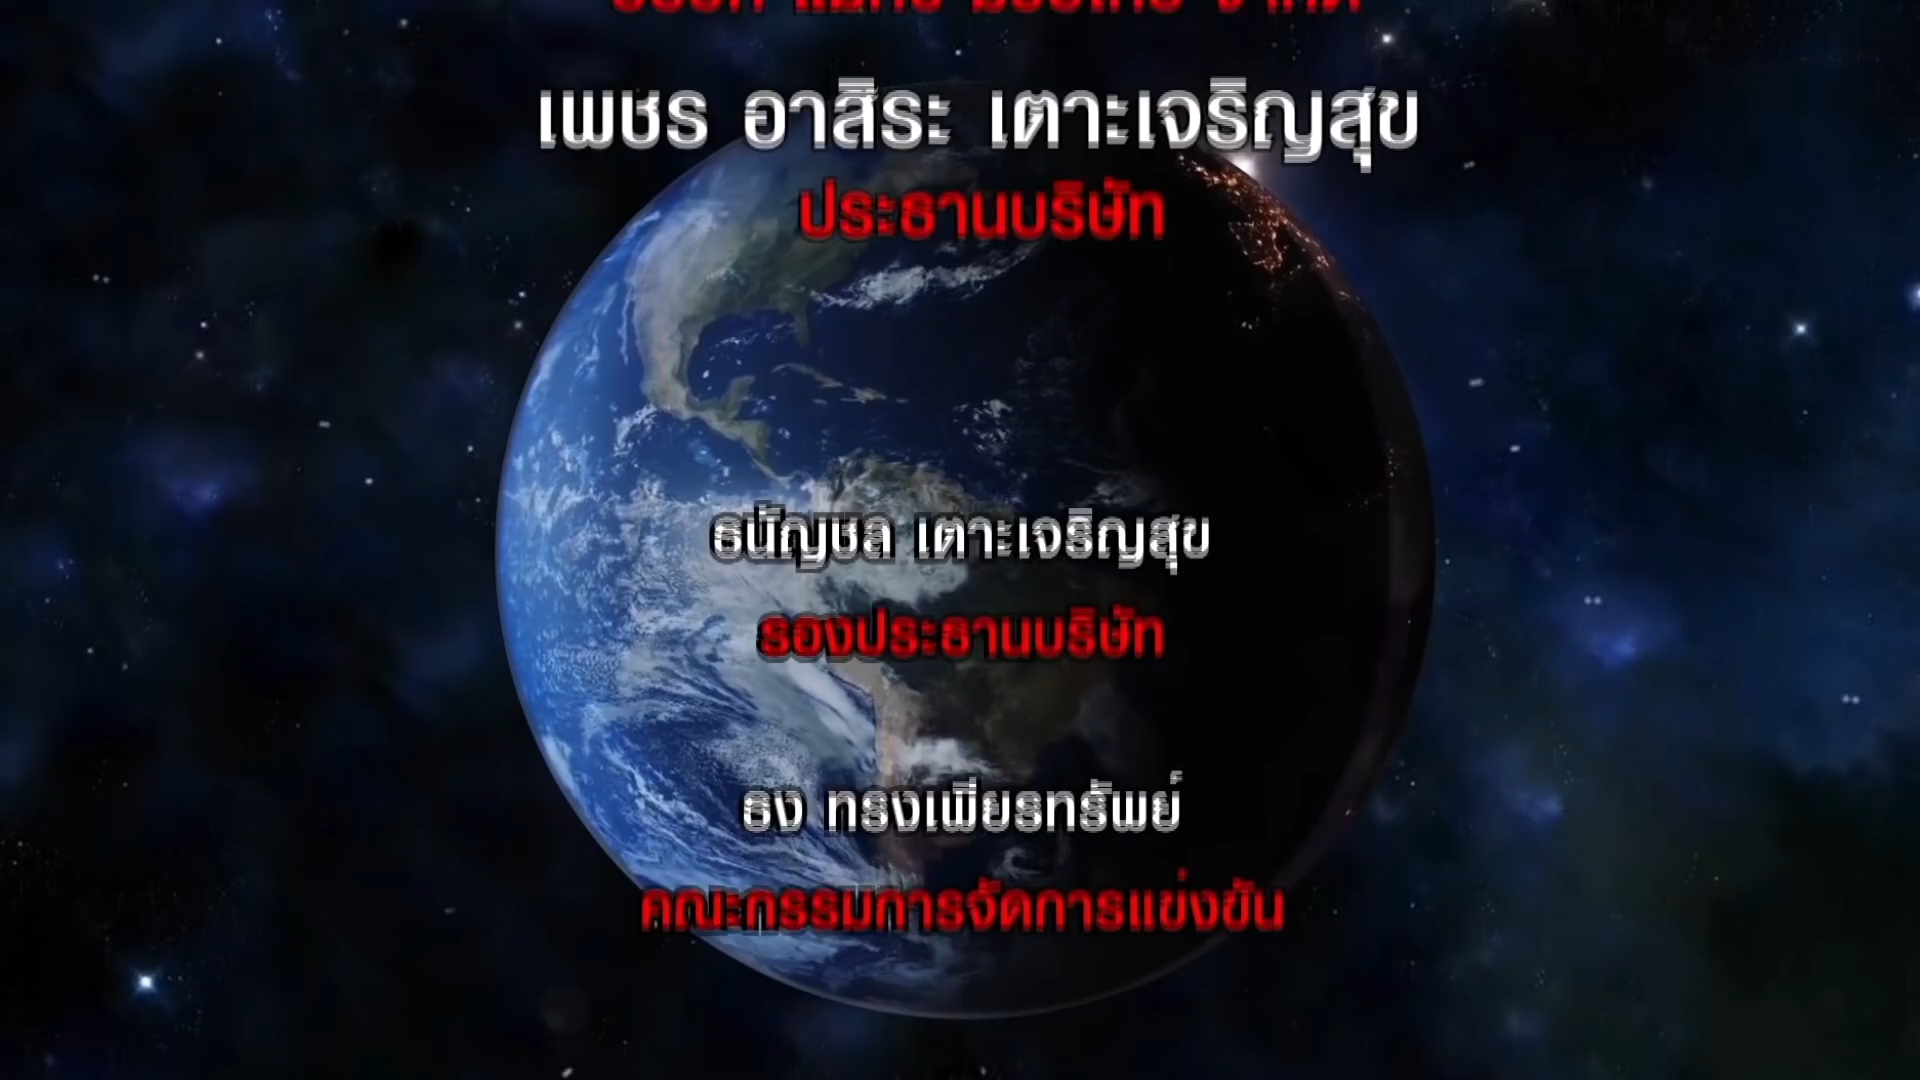 เพชร อาสิระ เตาะเจริญสุข
ประธานบริษัท
ธนัญชล เตาะเจริญสุข
รองประธานบริษัท
ธง ทรงเพียรทรัพย์
คณะกรรมการจัดการแข่งขัน